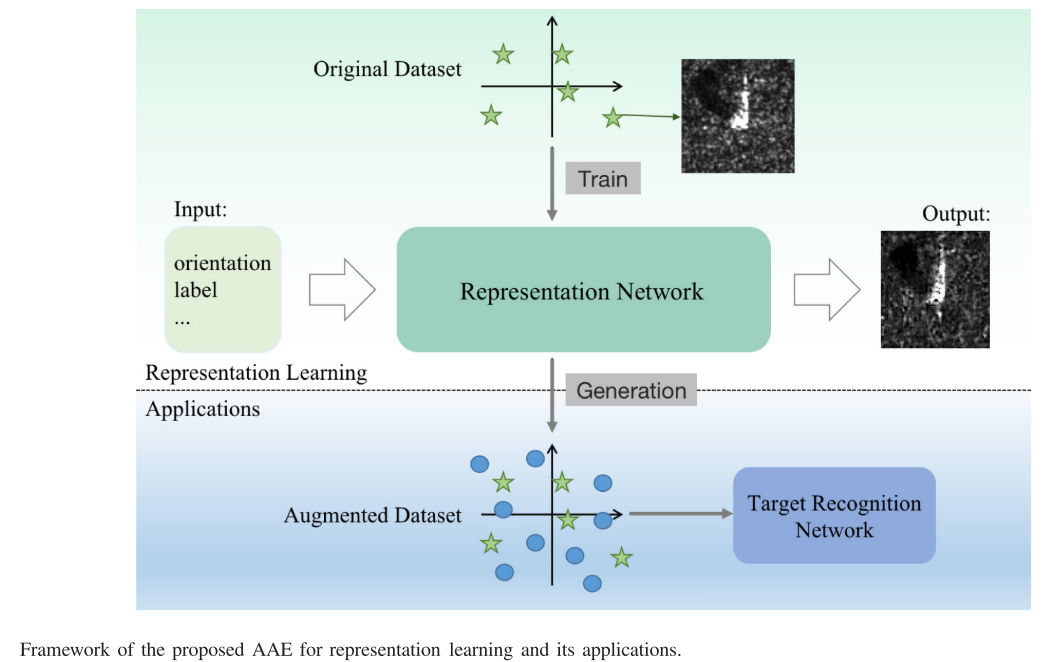 Original Dataset
Train
Input:
orientation
label
...
Representation Network
Output:
Representation Learning
Generation
Applications
Augmented Dataset
Target Recognition
Network
Framework of the proposed AAE for representation learning and its applications.